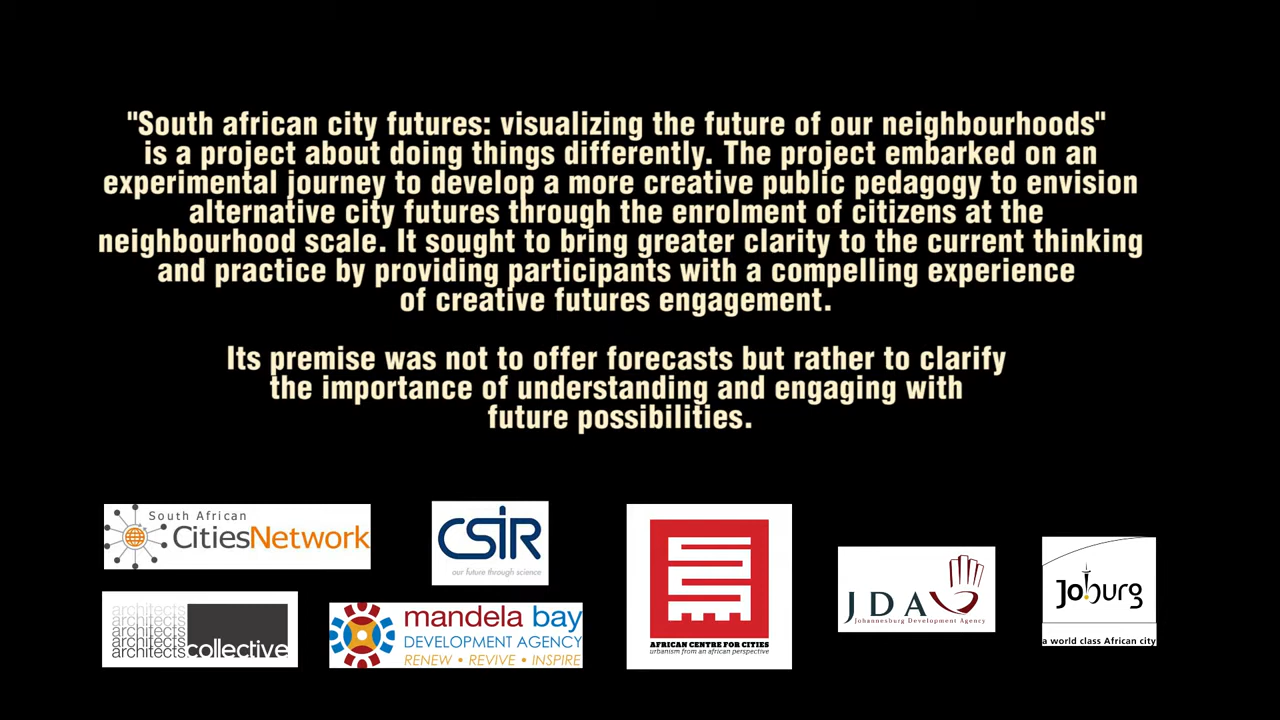 "South african city futures: visualizing the future of our neighbourhoods"
is a project about doing things differently. The project embarked on an
experimental journey to develop a more creative public pedagogy to envision
alternative city futures through the enrolment of citizens at the
neighbourhood scale. It sought to bring greater clarity to the current thinking
and practice by providing participants with a compelling experience
of creative futures engagement.
Its premise was not to offer forecasts but rather to clarify
the importance of understanding and engaging with
future possibilities.
South African
CitiesNetwork
CSIR
our future through science
architects
architects
architects
architects
architects
collective
mandela bay
DEVELOPMENT AGENCY
RENEW • REVIVE • INSPIRE
AFRICAN CENTRE FOR CITIES
urbanism from an african perspective
JDA
Johannesburg Development Agency
Joburg
a world class African city